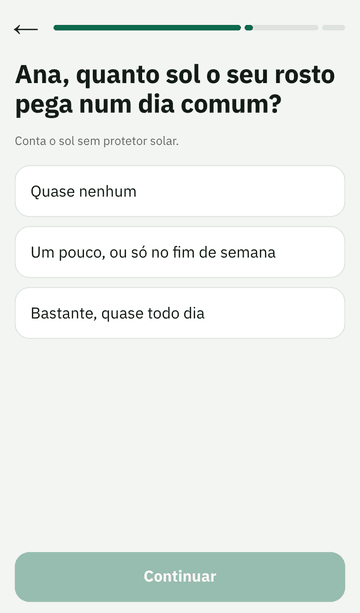 Ana, quanto sol o seu rosto
pega num dia comum?
Conta o sol sem protetor solar.
Quase nenhum
Um pouco, ou só no fim de semana
Bastante, quase todo dia
Continuar